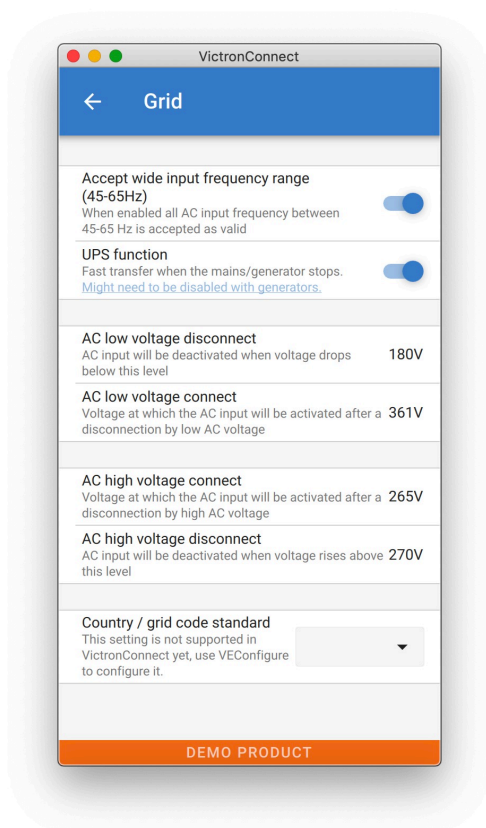 VictronConnect
Grid
Accept wide input frequency range
(45-65Hz)
When enabled all AC input frequency between
45-65 Hz is accepted as valid
UPS function
Fast transfer when the mains/generator stops.
Might need to be disabled with generators.
AC low voltage disconnect
AC input will be deactivated when voltage drops
below this level
180V
AC low voltage connect
Voltage at which the AC input will be activated after a
disconnection by low AC voltage
361V
AC high voltage connect
Voltage at which the AC input will be activated after a
disconnection by high AC voltage
265V
AC high voltage disconnect
AC input will be deactivated when voltage rises above
this level
270V
Country / grid code standard
This setting is not supported in
VictronConnect yet, use VEConfigure
to configure it.
DEMO PRODUCT